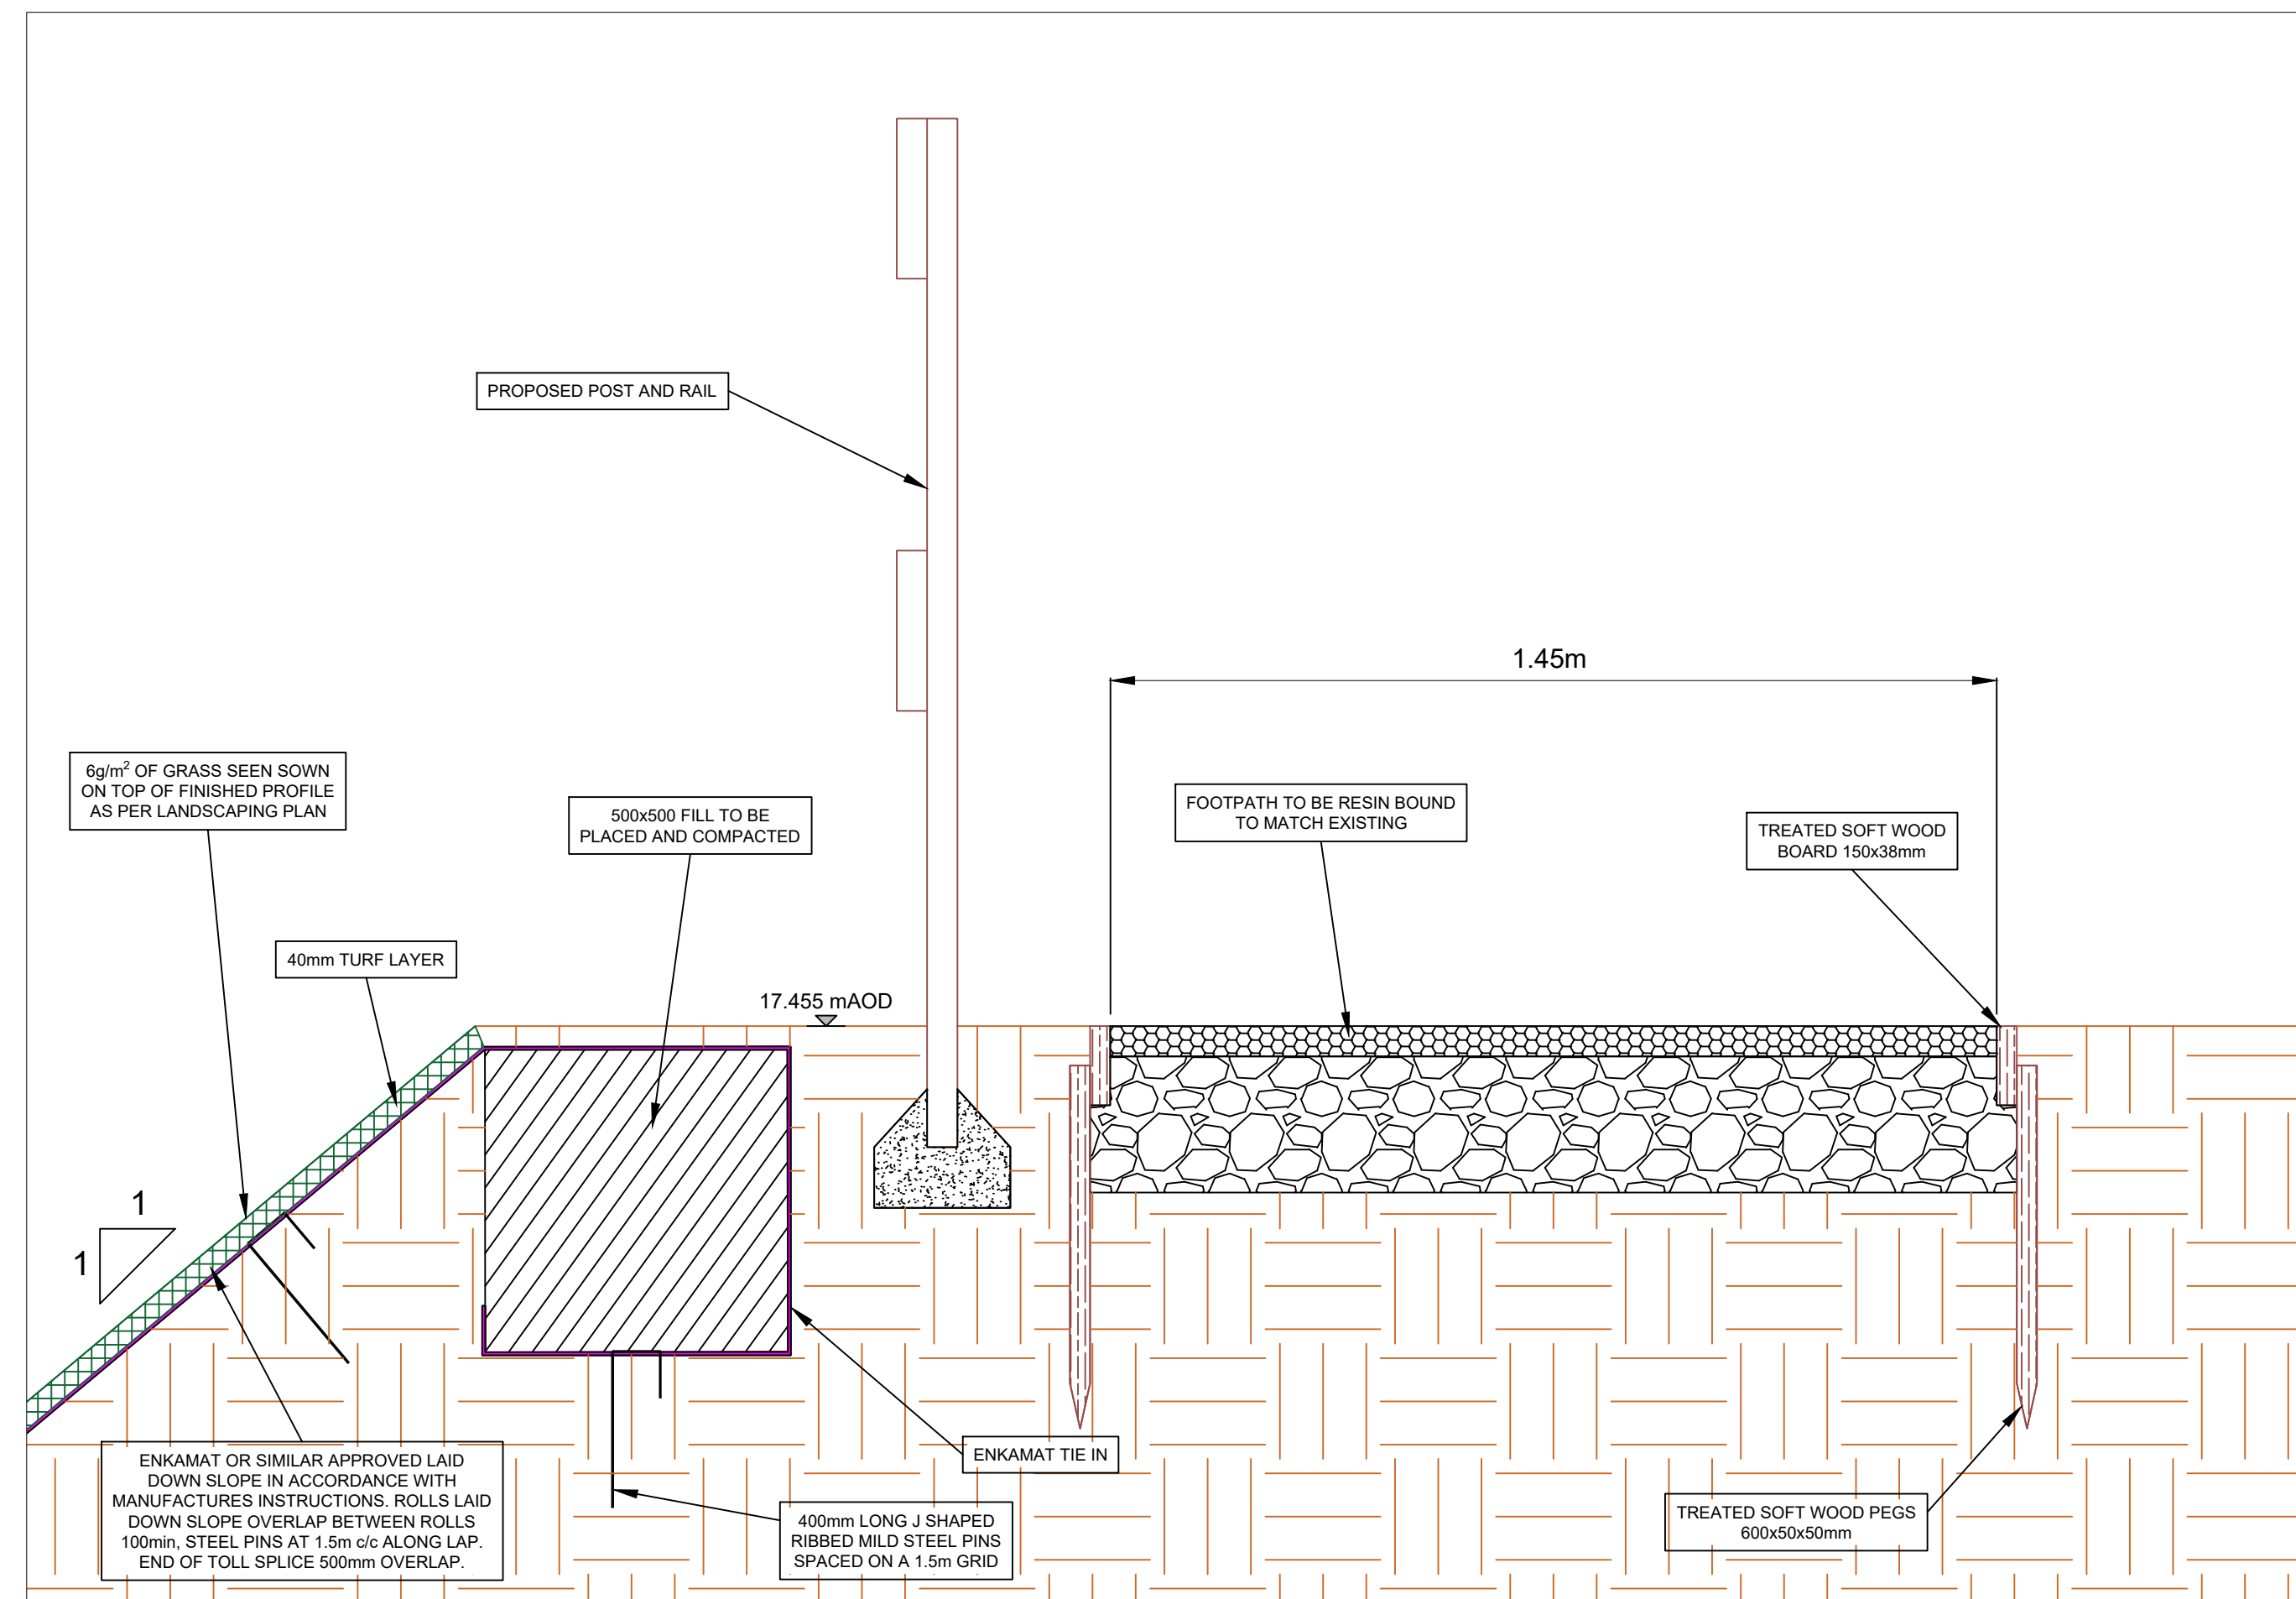 PROPOSED POST AND RAIL
1.45m
6g/m² OF GRASS SEEN SOWN
ON TOP OF FINISHED PROFILE
AS PER LANDSCAPING PLAN
500x500 FILL TO BE
PLACED AND COMPACTED
FOOTPATH TO BE RESIN BOUND
TO MATCH EXISTING
TREATED SOFT WOOD
BOARD 150x38mm
40mm TURF LAYER
17.455 mAOD
1
1
ENKAMAT OR SIMILAR APPROVED LAID
DOWN SLOPE IN ACCORDANCE WITH
MANUFACTURES INSTRUCTIONS. ROLLS LAID
DOWN SLOPE OVERLAP BETWEEN ROLLS
100min, STEEL PINS AT 1.5m c/c ALONG LAP.
END OF TOLL SPLICE 500mm OVERLAP.
ENKAMAT TIE IN
400mm LONG J SHAPED
RIBBED MILD STEEL PINS
SPACED ON A 1.5m GRID
TREATED SOFT WOOD PEGS
600x50x50mm